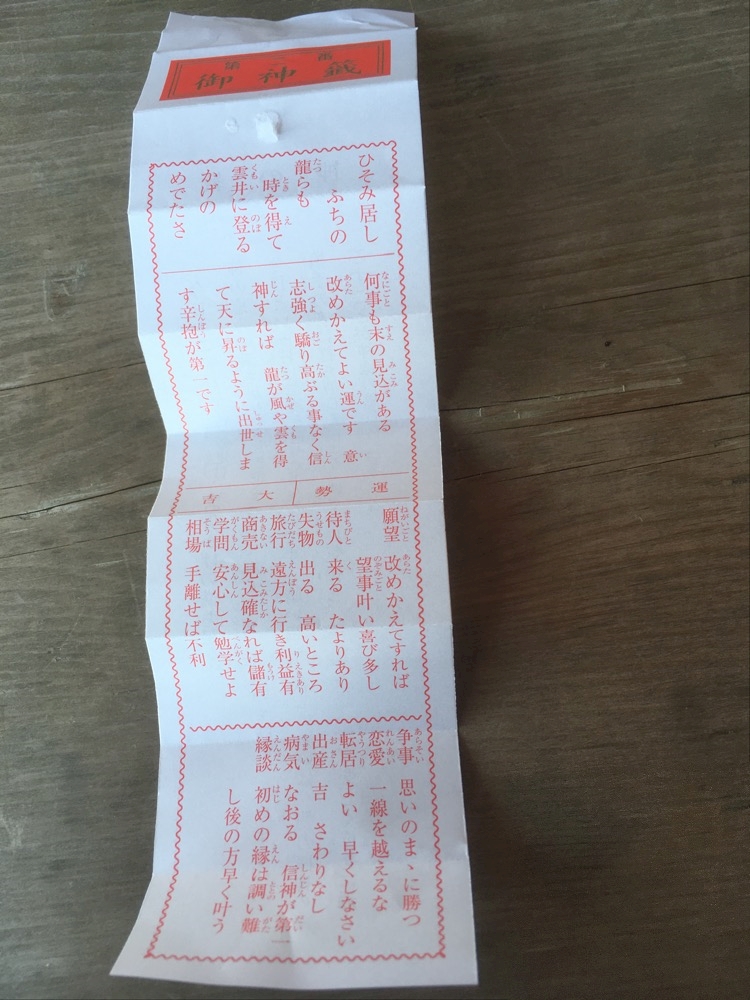 第 番
御神籤
ひそみ居し
ふちの
龍らも
時を得て
雲井に登る
かげの
めでたさ
何事も末の見込がある
改めかえてよい運です 意
志強く驕り高ぶる事なく信
神すれば 龍が風や雲を得
て天に昇るように出世しま
す辛抱が第一です
運勢 大吉
願望 改めかえてすれば
望事叶い喜び多し
待人 来る たよりあり
失物 出る 高いところ
旅行 遠方に行き利益有
商売 見込確なれば儲有
学問 安心して勉学せよ
相場 手離せば不利
争事 思いのまゝに勝つ
恋愛 一線を越えるな
転居 よい 早くしなさい
出産 吉 さわりなし
病気 なおる 信神が第一
縁談 初めの縁は調い難
し後の方早く叶う